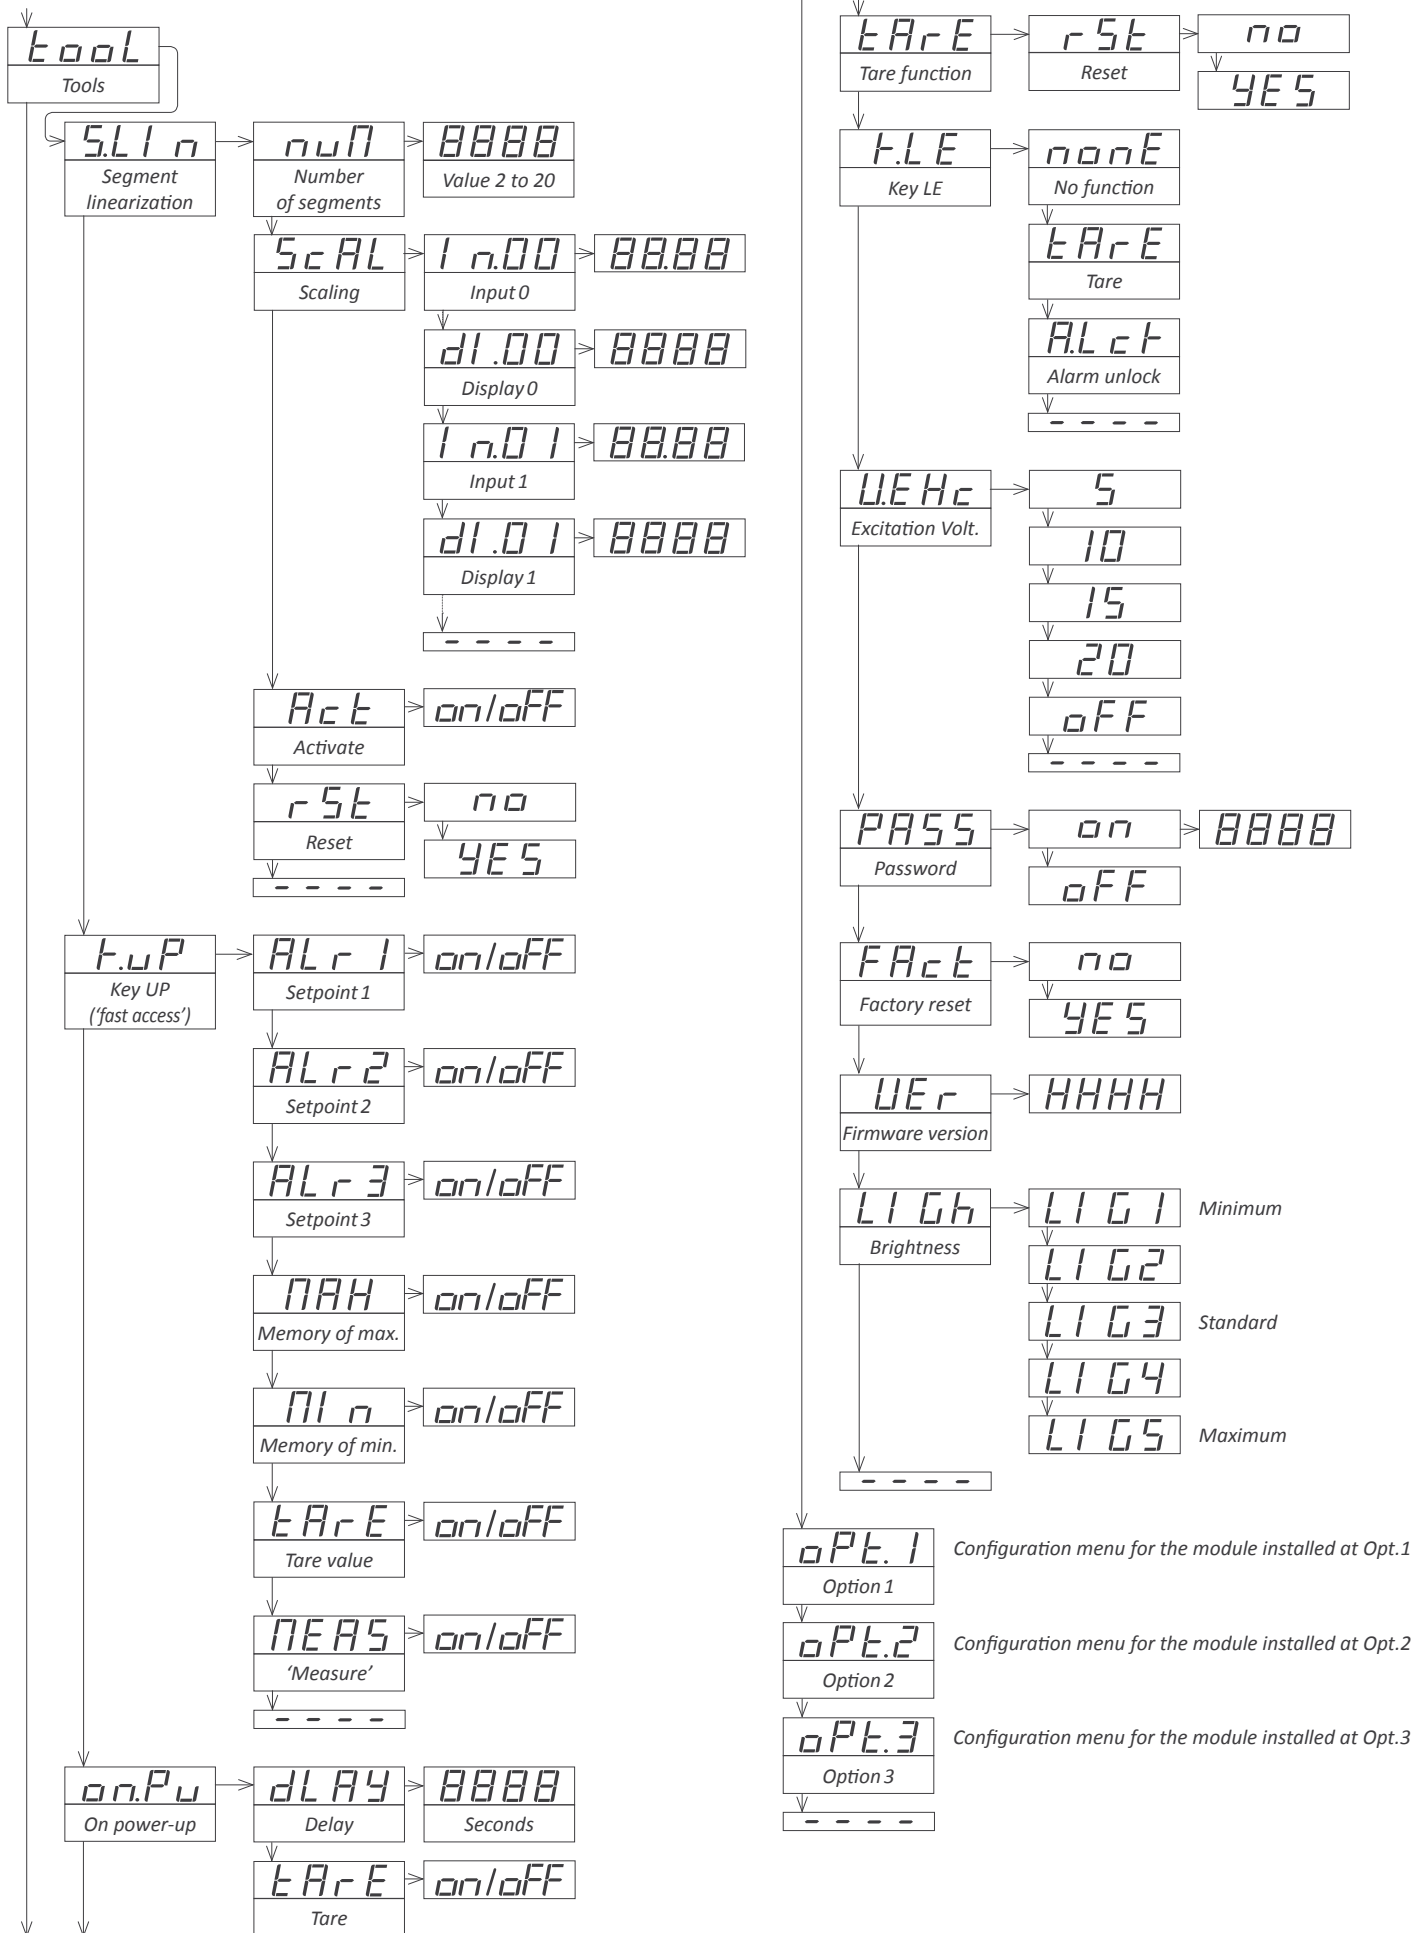 tooL
Tools
S.LIn
Segment
linearization
nuM
Number
of segments
8888
Value 2 to 20
ScAL
Scaling
In.00
Input 0
88.88
dI.00
Display 0
8888
In.01
Input 1
88.88
dI.01
Display 1
8888
----
Act
Activate
on/oFF
rSt
Reset
no
YES
----
k.uP
Key UP
(‘fast access’)
ALr1
Setpoint 1
on/oFF
ALr2
Setpoint 2
on/oFF
ALr3
Setpoint 3
on/oFF
MAH
Memory of max.
on/oFF
MIn
Memory of min.
on/oFF
tArE
Tare value
on/oFF
MEAS
‘Measure’
on/oFF
----
on.Pu
On power-up
dLAY
Delay
8888
Seconds
tArE
Tare
on/oFF
tArE
Tare function
rSt
Reset
no
YES
k.LE
Key LE
nonE
No function
tArE
Tare
A.Lck
Alarm unlock
----
U.EHc
Excitation Volt.
5
10
15
20
oFF
----
PASS
Password
on
8888
oFF
FAct
Factory reset
no
YES
VEr
Firmware version
HHHH
LIGh
Brightness
LIG1
Minimum
LIG2
LIG3
Standard
LIG4
LIG5
Maximum
----
oPt.1
Option 1
Configuration menu for the module installed at Opt.1
oPt.2
Option 2
Configuration menu for the module installed at Opt.2
oPt.3
Option 3
Configuration menu for the module installed at Opt.3
----